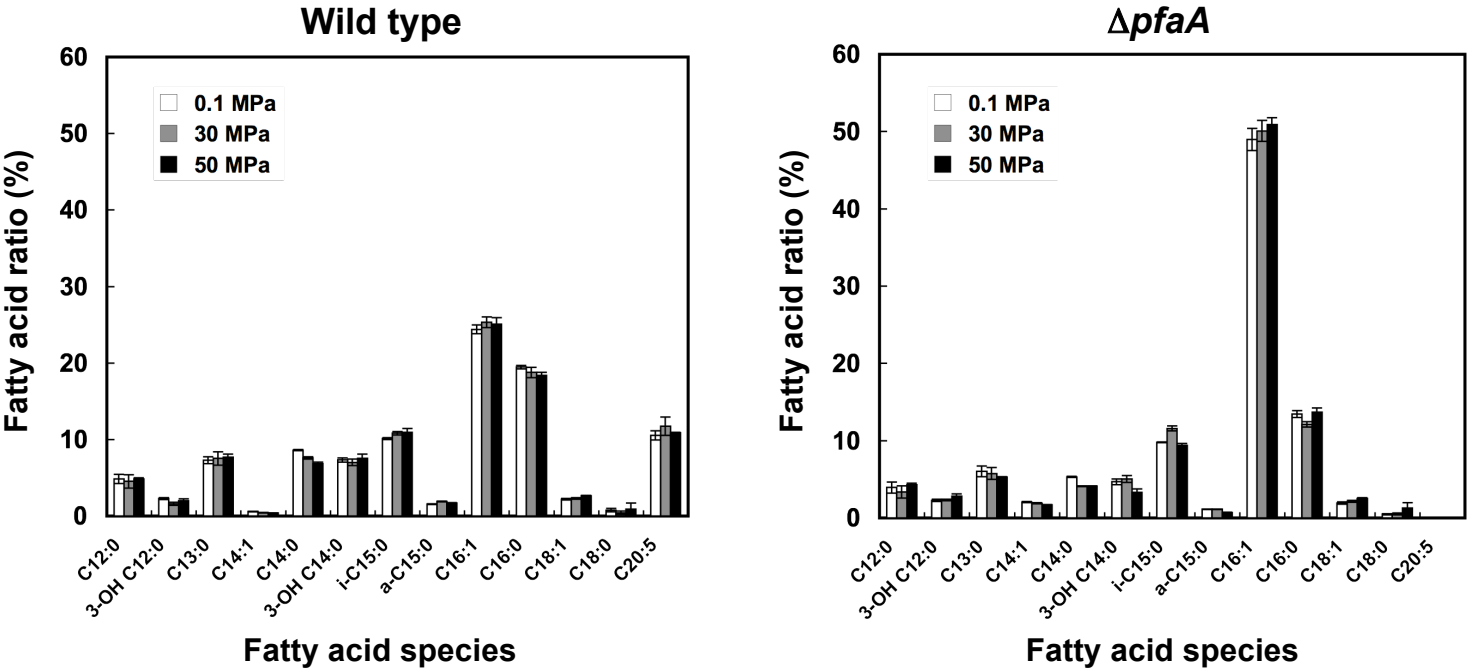 Wild type
60
50
40
30
20
10
0
Fatty acid ratio (%)
0.1 MPa
30 MPa
50 MPa
C12:0
3-OH C12:0
C13:0
C14:1
C14:0
3-OH C14:0
i-C15:0
a-C15:0
C16:1
C16:0
C18:1
C18:0
C20:5
Fatty acid species
ΔpfaA
60
50
40
30
20
10
0
Fatty acid ratio (%)
0.1 MPa
30 MPa
50 MPa
C12:0
3-OH C12:0
C13:0
C14:1
C14:0
3-OH C14:0
i-C15:0
a-C15:0
C16:1
C16:0
C18:1
C18:0
C20:5
Fatty acid species